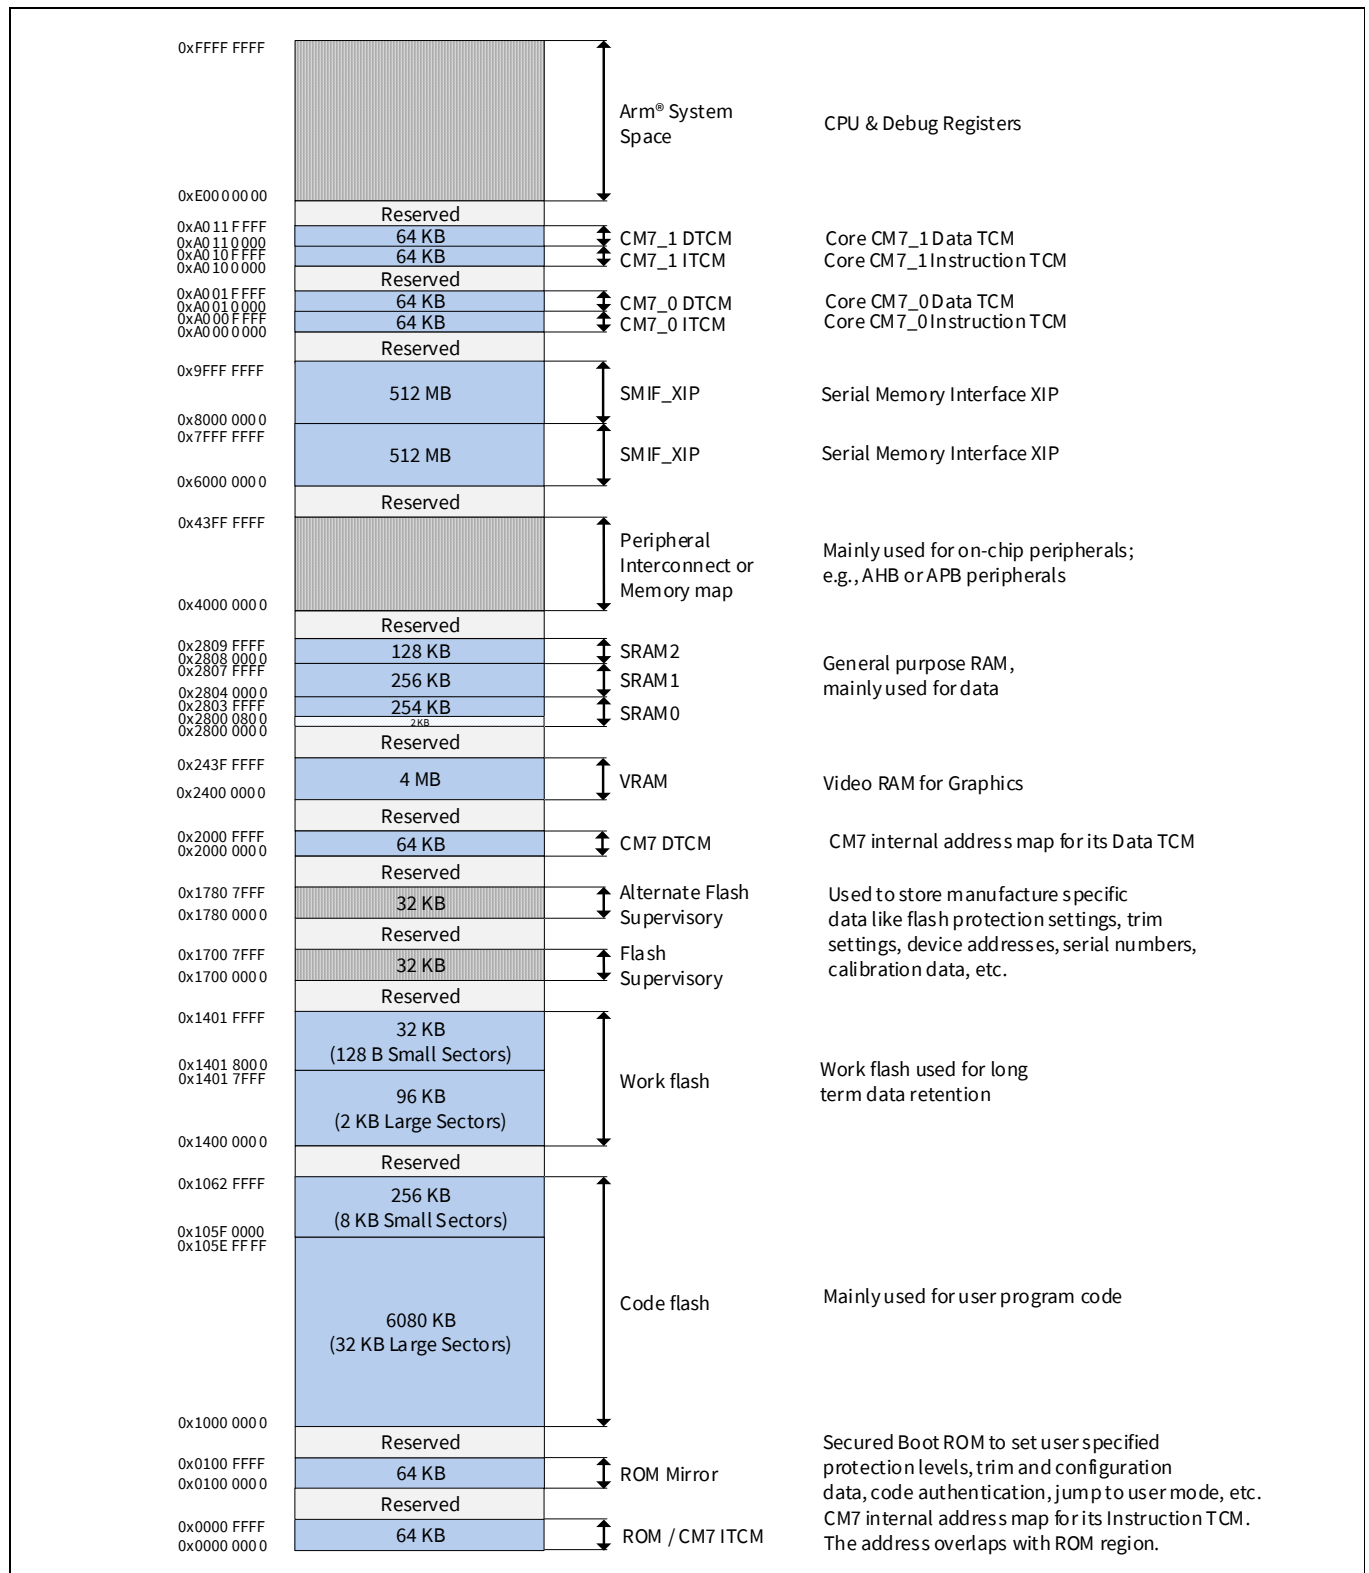 0xFFFF FFFF
Arm® System
Space
CPU & Debug Registers
0xE000 0000
Reserved
0xA011 FFFF
64 KB
CM7_1 DTCM
Core CM7_1 Data TCM
0xA011 0000
0xA010 FFFF
64 KB
CM7_1 ITCM
Core CM7_1 Instruction TCM
0xA010 0000
Reserved
0xA001 FFFF
64 KB
CM7_0 DTCM
Core CM7_0 Data TCM
0xA001 0000
0xA000 FFFF
64 KB
CM7_0 ITCM
Core CM7_0 Instruction TCM
0xA000 0000
Reserved
0x9FFF FFFF
512 MB
SMIF_XIP
Serial Memory Interface XIP
0x8000 0000
0x7FFF FFFF
512 MB
SMIF_XIP
Serial Memory Interface XIP
0x6000 0000
Reserved
0x43FF FFFF
Peripheral
Interconnect or
Memory map
Mainly used for on-chip peripherals;
e.g., AHB or APB peripherals
0x4000 0000
Reserved
0x2809 FFFF
128 KB
SRAM2
0x2808 0000
0x2807 FFFF
256 KB
SRAM1
General purpose RAM,
mainly used for data
0x2804 0000
0x2803 FFFF
254 KB
SRAM0
0x2800 0800
2 KB
0x2800 0000
Reserved
0x243F FFFF
4 MB
VRAM
Video RAM for Graphics
0x2400 0000
Reserved
0x2000 FFFF
64 KB
CM7 DTCM
CM7 internal address map for its Data TCM
0x2000 0000
Reserved
0x1780 7FFF
32 KB
Alternate Flash
Supervisory
0x1780 0000
Used to store manufacture specific
data like flash protection settings, trim
settings, device addresses, serial numbers,
calibration data, etc.
Reserved
0x1700 7FFF
32 KB
Flash
Supervisory
0x1700 0000
Reserved
0x1401 FFFF
32 KB
(128 B Small Sectors)
0x1401 8000
0x1401 7FFF
Work flash
Work flash used for long
term data retention
96 KB
(2 KB Large Sectors)
0x1400 0000
Reserved
0x1062 FFFF
256 KB
(8 KB Small Sectors)
0x105F 0000
0x105E FFFF
Code flash
Mainly used for user program code
6080 KB
(32 KB Large Sectors)
0x1000 0000
Reserved
0x0100 FFFF
64 KB
ROM Mirror
0x0100 0000
Secured Boot ROM to set user specified
protection levels, trim and configuration
data, code authentication, jump to user mode, etc.
Reserved
0x0000 FFFF
64 KB
ROM / CM7 ITCM
0x0000 0000
CM7 internal address map for its Instruction TCM.
The address overlaps with ROM region.